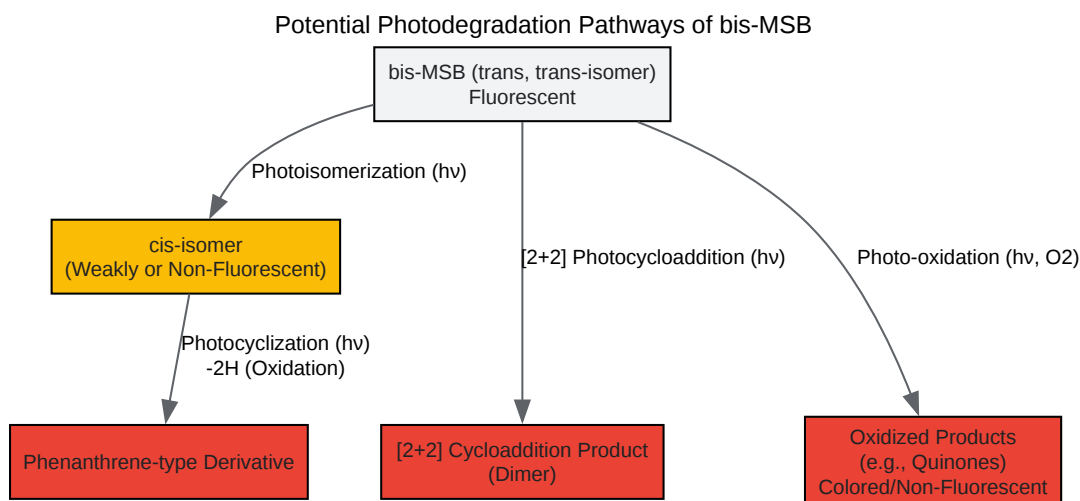 Potential Photodegradation Pathways of bis-MSB
bis-MSB (trans, trans-isomer)
Fluorescent
Photoisomerization (hν)
cis-isomer
(Weakly or Non-Fluorescent)
[2+2] Photocycloaddition (hν)
Photo-oxidation (hν, O2)
Photocyclization (hν)
-2H (Oxidation)
Phenanthrene-type Derivative
[2+2] Cycloaddition Product
(Dimer)
Oxidized Products
(e.g., Quinones)
Colored/Non-Fluorescent